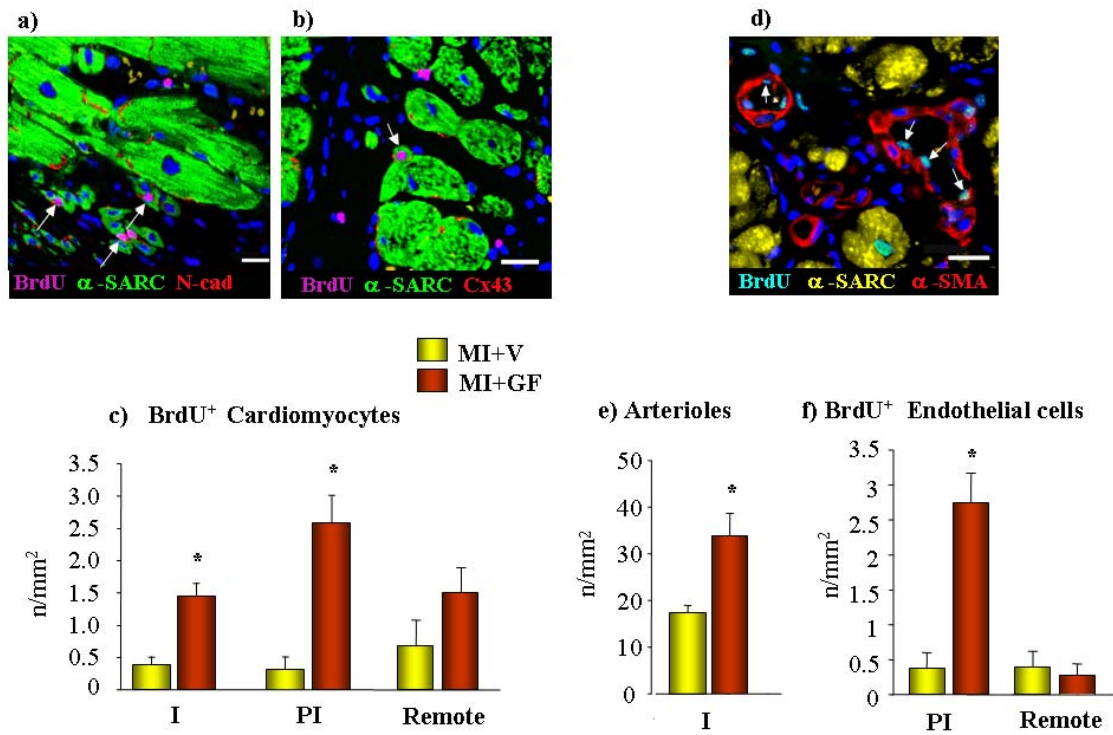 a)
b)
d)
BrdU α-SARC N-cad
BrdU α-SARC Cx43
BrdU α-SARC α-SMA
MI+V
MI+GF
c) BrdU⁺ Cardiomyocytes
n/mm²
3.5
3.0
2.5
2.0
1.5
1.0
0.5
0
*
*
I PI Remote
e) Arterioles
n/mm²
50
40
30
20
10
0
*
I
f) BrdU⁺ Endothelial cells
n/mm²
3.5
3
3.5
2
1.5
1
0.5
0
*
PI Remote